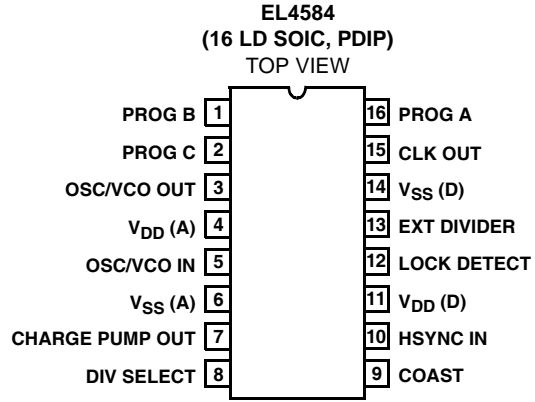 EL4584
(16 LD SOIC, PDIP)
TOP VIEW
PROG B 1 16 PROG A
PROG C 2 15 CLK OUT
OSC/VCO OUT 3 14 VSS (D)
VDD (A) 4 13 EXT DIVIDER
OSC/VCO IN 5 12 LOCK DETECT
VSS (A) 6 11 VDD (D)
CHARGE PUMP OUT 7 10 HSYNC IN
DIV SELECT 8 9 COAST